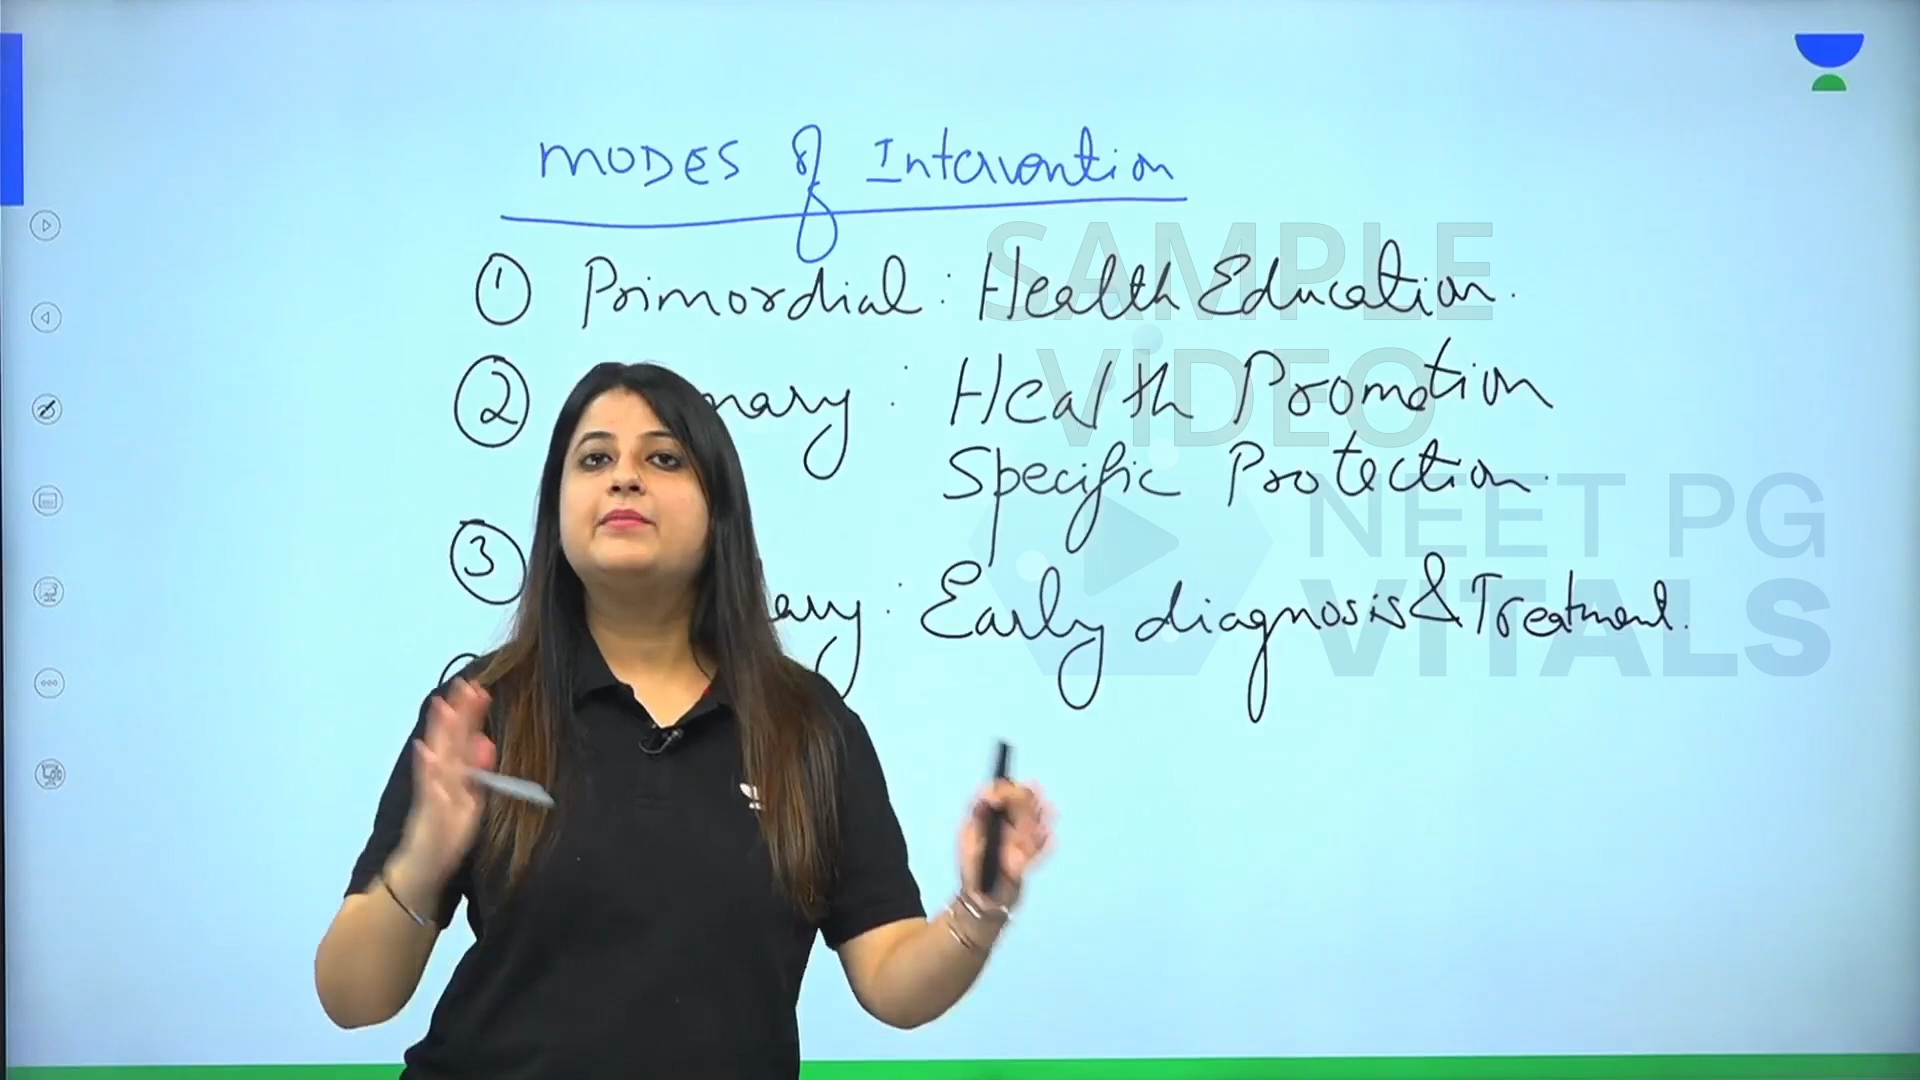 MODES of Intervention
① Primordial : Health Education.
SAMPLE
② mary : Health Promotion
VIDEO
Specific Protection.
NEET PG
③ ary : Early diagnosis & Treatment.
VITALS